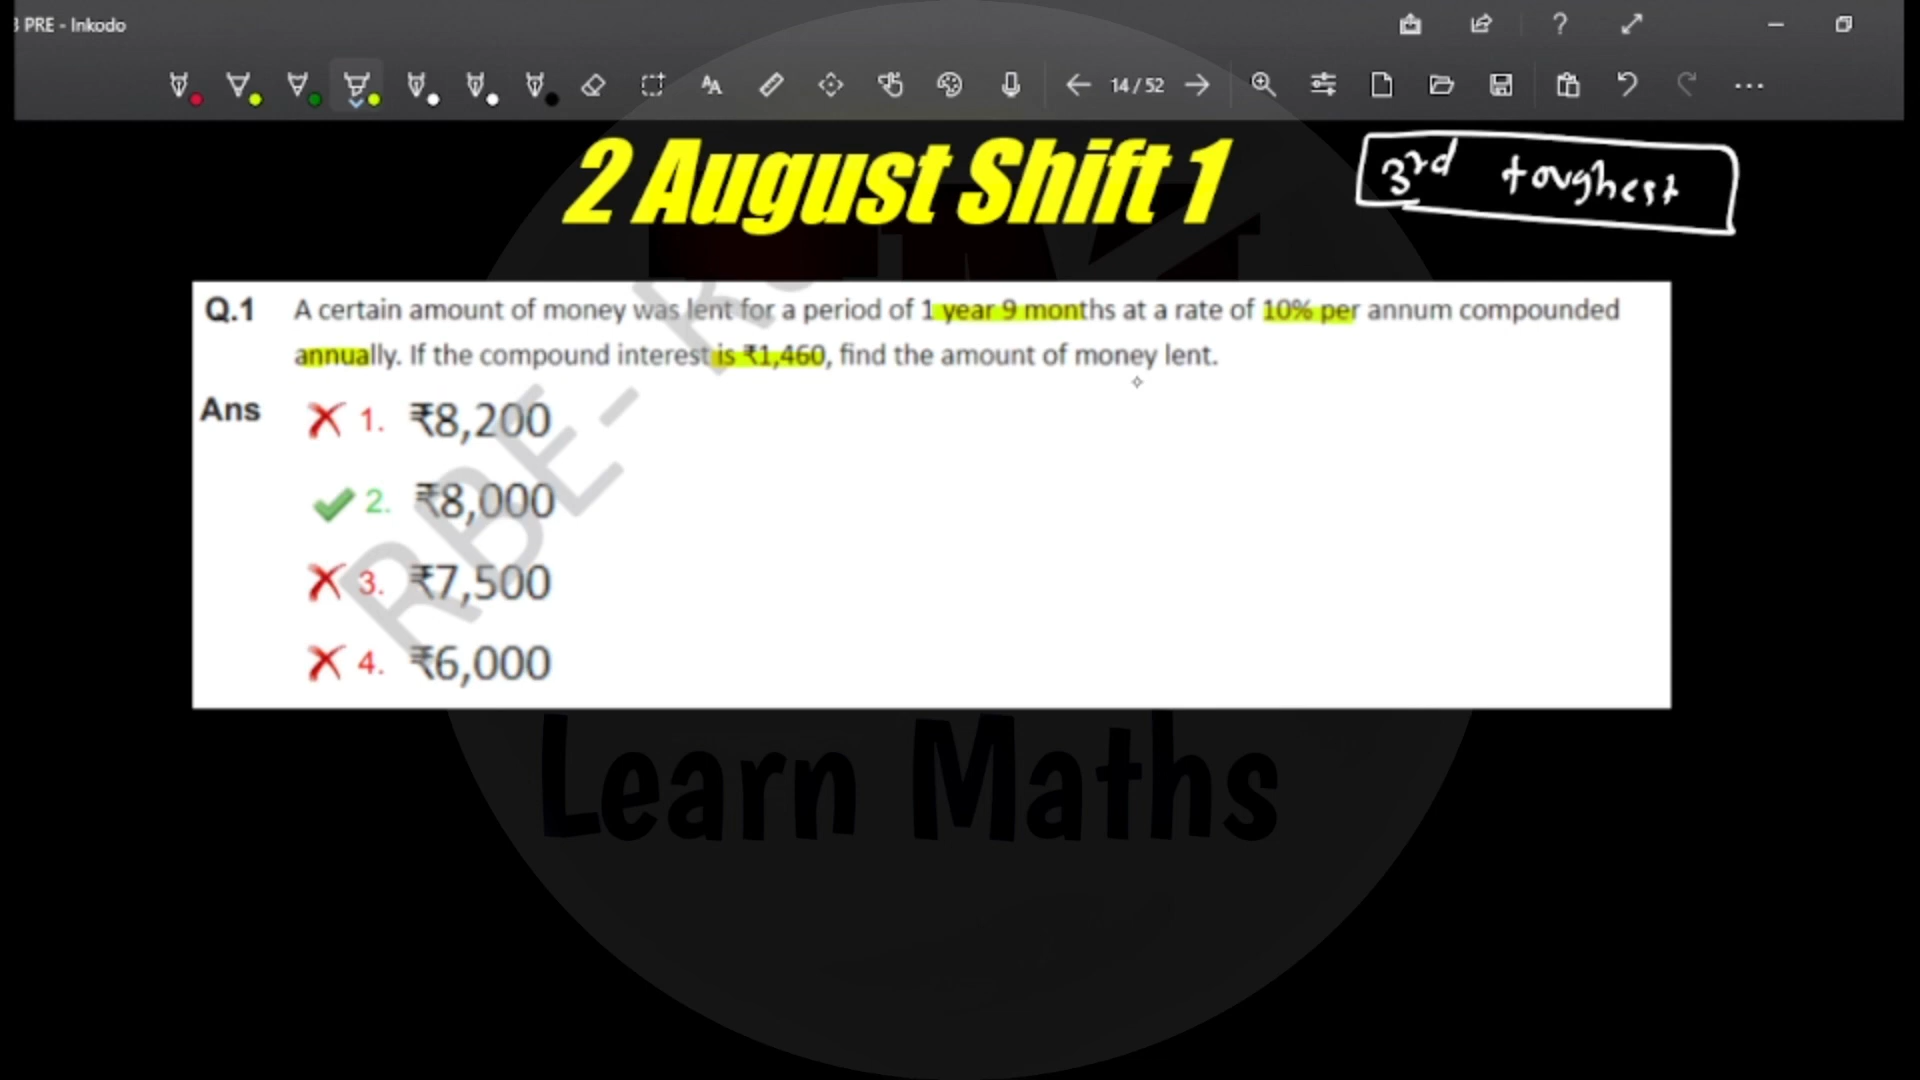 3 PRE - Inkodo
14 / 52
2 August Shift 1
3rd toughest
Q.1 A certain amount of money was lent for a period of 1 year 9 months at a rate of 10% per annum compounded
annually. If the compound interest is ₹1,460, find the amount of money lent.
Ans 1. ₹8,200
2. ₹8,000
3. ₹7,500
4. ₹6,000
RBE-
Learn Maths